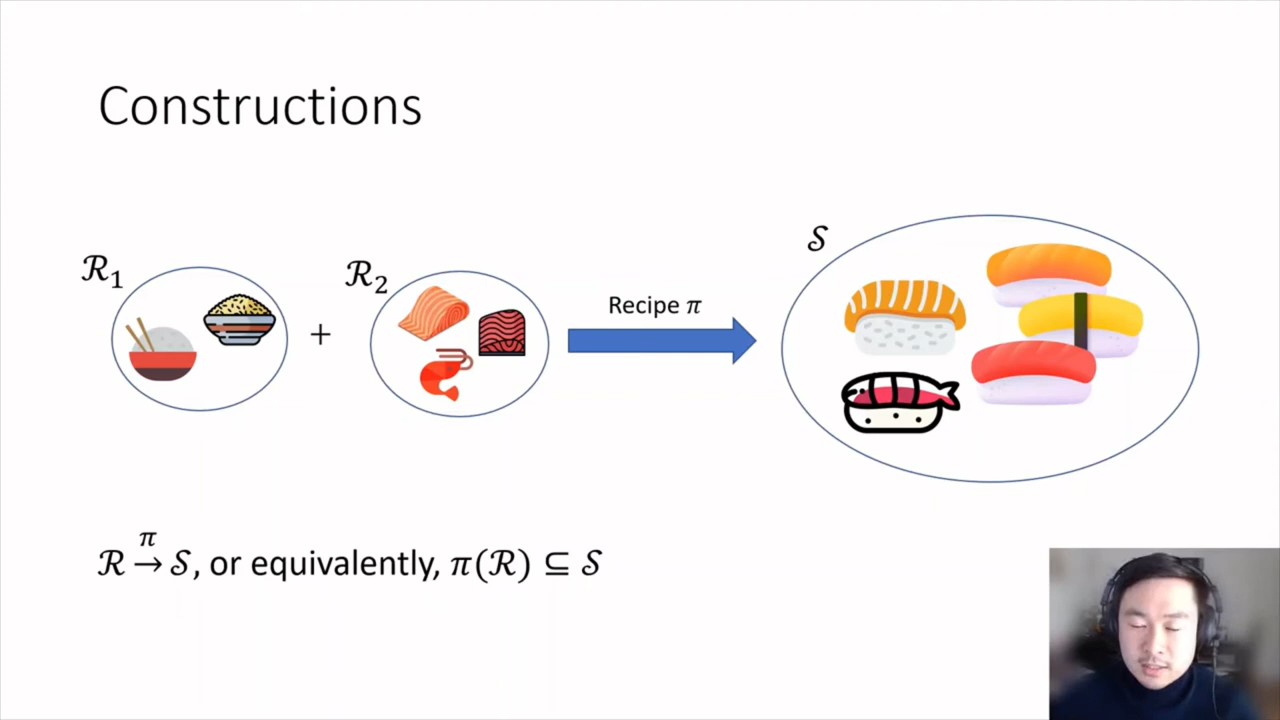 Constructions
ℛ₁
ℛ₂
+
Recipe π
𝒮
ℛ →^π 𝒮, or equivalently, π(ℛ) ⊆ 𝒮